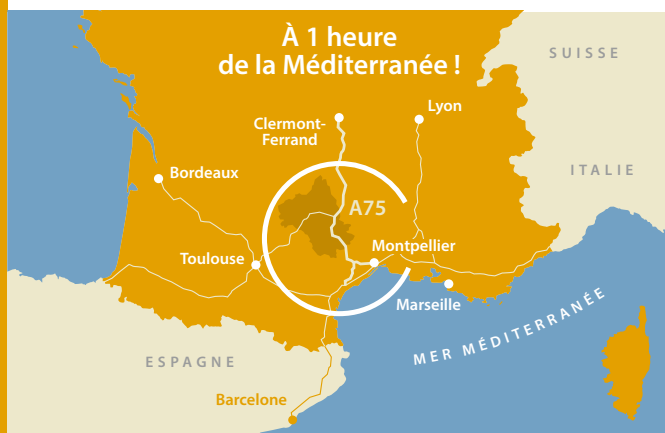 À 1 heure
de la Méditerranée !
SUISSE
Lyon
Clermont-
Ferrand
ITALIE
Bordeaux
A75
Montpellier
Toulouse
Marseille
MER MÉDITERRANÉE
ESPAGNE
Barcelone